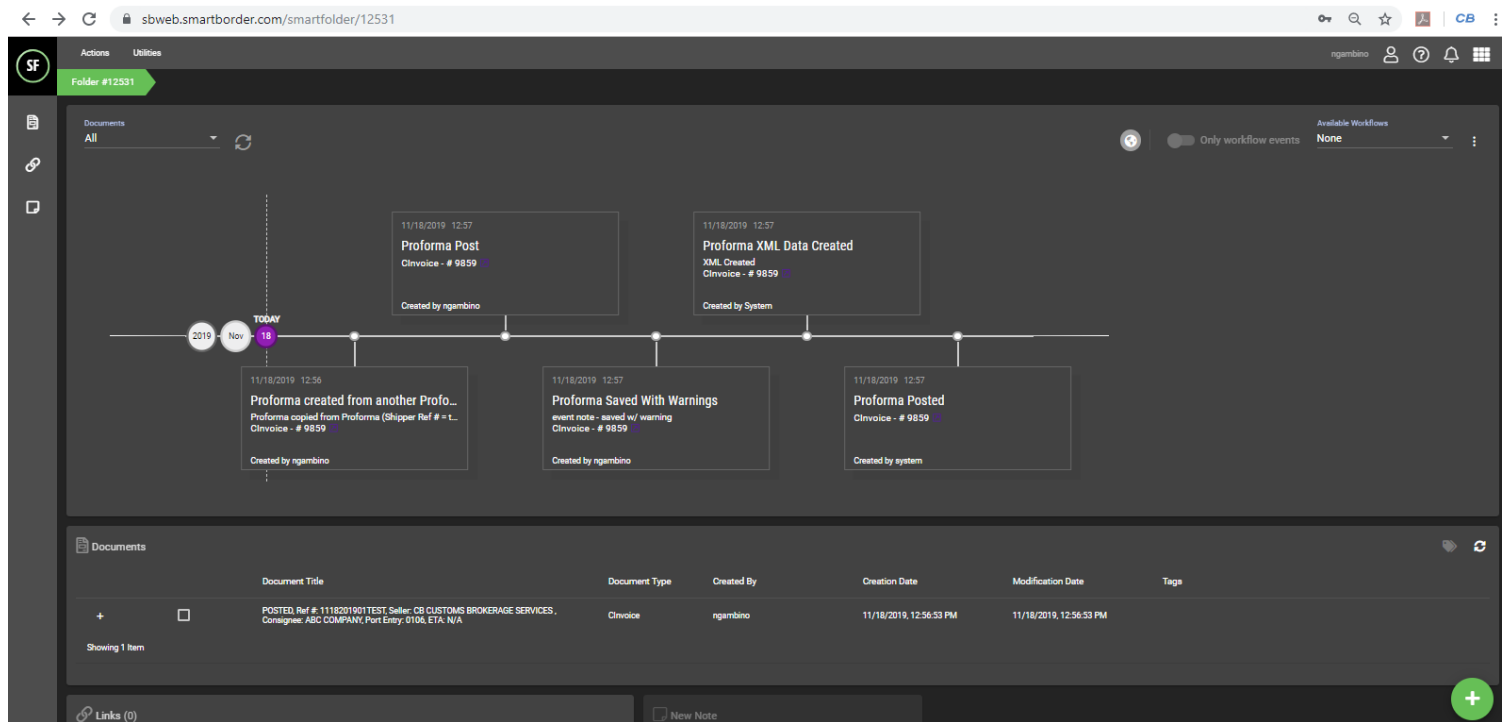 sbweb.smartborder.com/smartfolder/12531
CB
SF
Actions Utilities
ngambino
Folder #12531
Documents
All
Only workflow events
Available Workflows
None
11/18/2019 12:57
Proforma Post
CInvoice - # 9859
Created by ngambino
11/18/2019 12:57
Proforma XML Data Created
XML Created
CInvoice - # 9859
Created by System
TODAY
2019 Nov 18
11/18/2019 12:56
Proforma created from another Profo...
Proforma copied from Proforma (Shipper Ref # = t...
CInvoice - # 9859
Created by ngambino
11/18/2019 12:57
Proforma Saved With Warnings
event note - saved w/ warning
CInvoice - # 9859
Created by ngambino
11/18/2019 12:57
Proforma Posted
CInvoice - # 9859
Created by system
Documents
Document Title Document Type Created By Creation Date Modification Date Tags
POSTED, Ref #: 1118201901TEST, Seller: CB CUSTOMS BROKERAGE SERVICES ,
Consignee: ABC COMPANY, Port Entry: 0106, ETA: N/A
CInvoice ngambino 11/18/2019, 12:56:53 PM 11/18/2019, 12:56:53 PM
Showing 1 Item
Links (0)
New Note